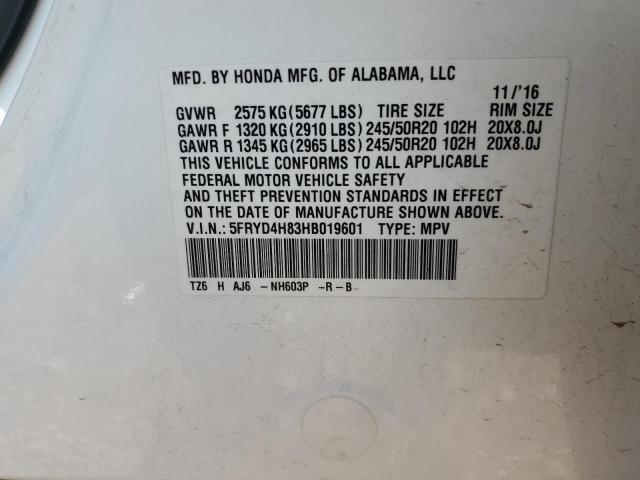 MFD. BY HONDA MFG. OF ALABAMA, LLC
11/'16
GVWR 2575 KG(5677 LBS) TIRE SIZE RIM SIZE
GAWR F 1320 KG(2910 LBS)245/50R20 102H 20X8.0J
GAWR R 1345 KG(2965 LBS)245/50R20 102H 20X8.0J
THIS VEHICLE CONFORMS TO ALL APPLICABLE
FEDERAL MOTOR VEHICLE SAFETY
AND THEFT PREVENTION STANDARDS IN EFFECT
ON THE DATE OF MANUFACTURE SHOWN ABOVE.
V.I.N.: 5FRYD4H83HB019601 TYPE: MPV
TZ6 H AJ6 -NH603P -R-B-